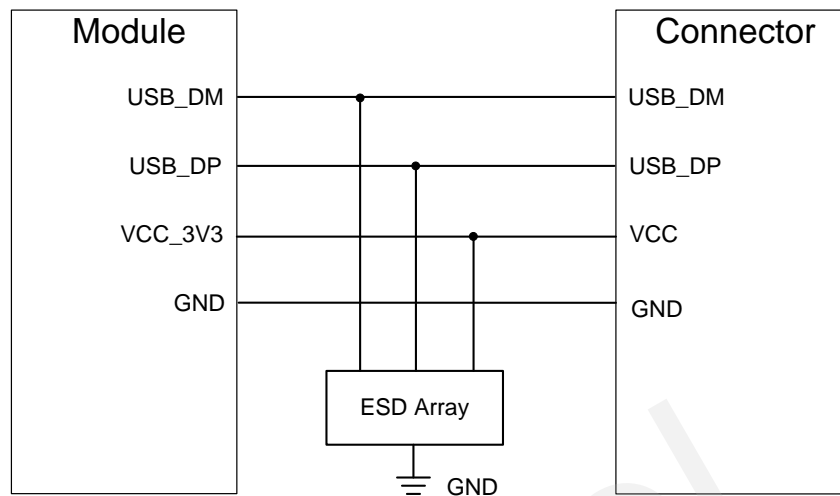 Module
Connector
USB_DM
USB_DM
USB_DP
USB_DP
VCC_3V3
VCC
GND
GND
ESD Array
GND